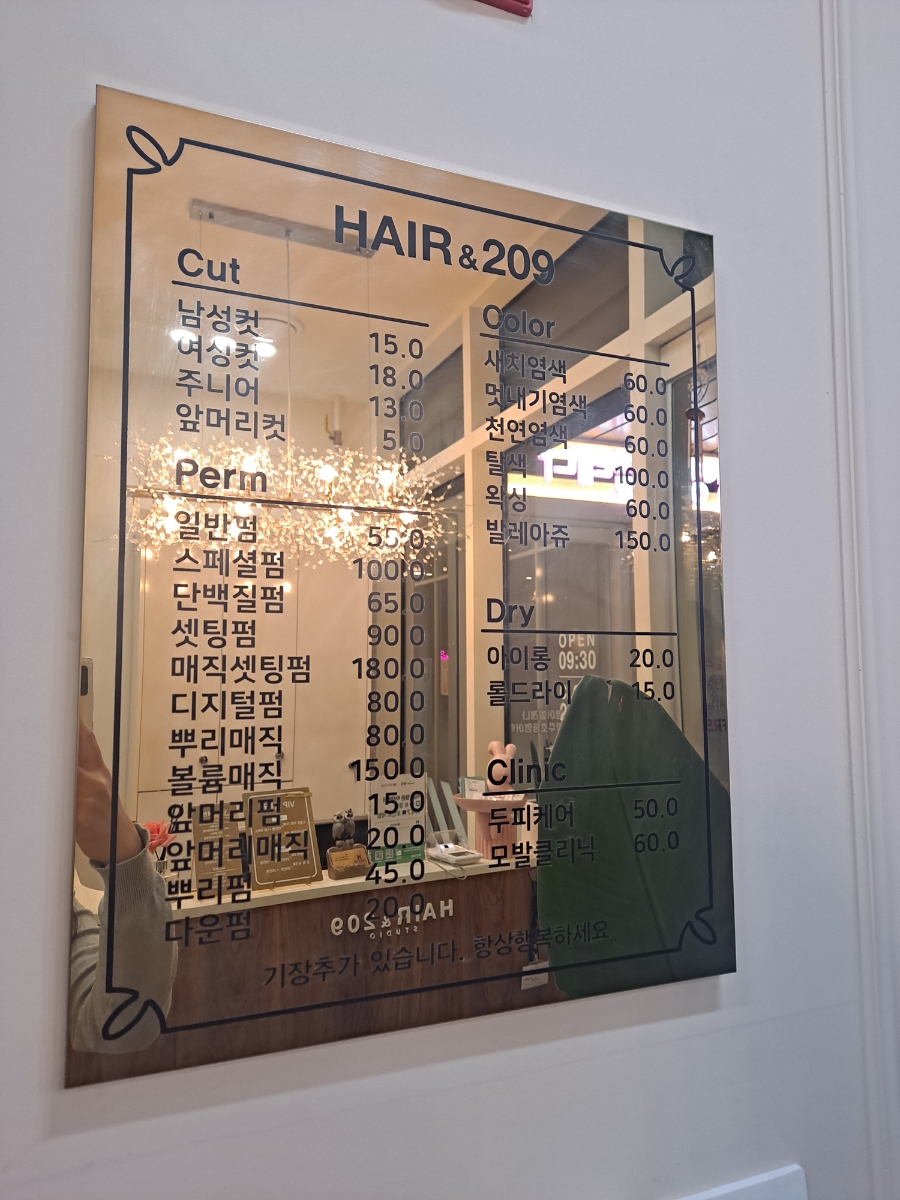 HAIR&209
Cut
남성컷 15.0
여성컷 18.0
주니어 13.0
앞머리컷 5.0
Perm
일반펌 55.0
스페셜펌 100.0
단백질펌 65.0
셋팅펌 90.0
매직셋팅펌 180.0
디지털펌 80.0
뿌리매직 80.0
볼륨매직 150.0
앞머리펌 15.0
앞머리매직 20.0
뿌리펌 45.0
다운펌 20.0
Color
새치염색 60.0
멋내기염색 60.0
천연염색 60.0
탈색 100.0
왁싱 60.0
발레아쥬 150.0
Dry
아이롱 20.0
롤드라이 15.0
Clinic
두피케어 50.0
모발클리닉 60.0
기장추가 있습니다. 항상행복하세요
OPEN
09:30
HAIR&209
STUDIO
VIP